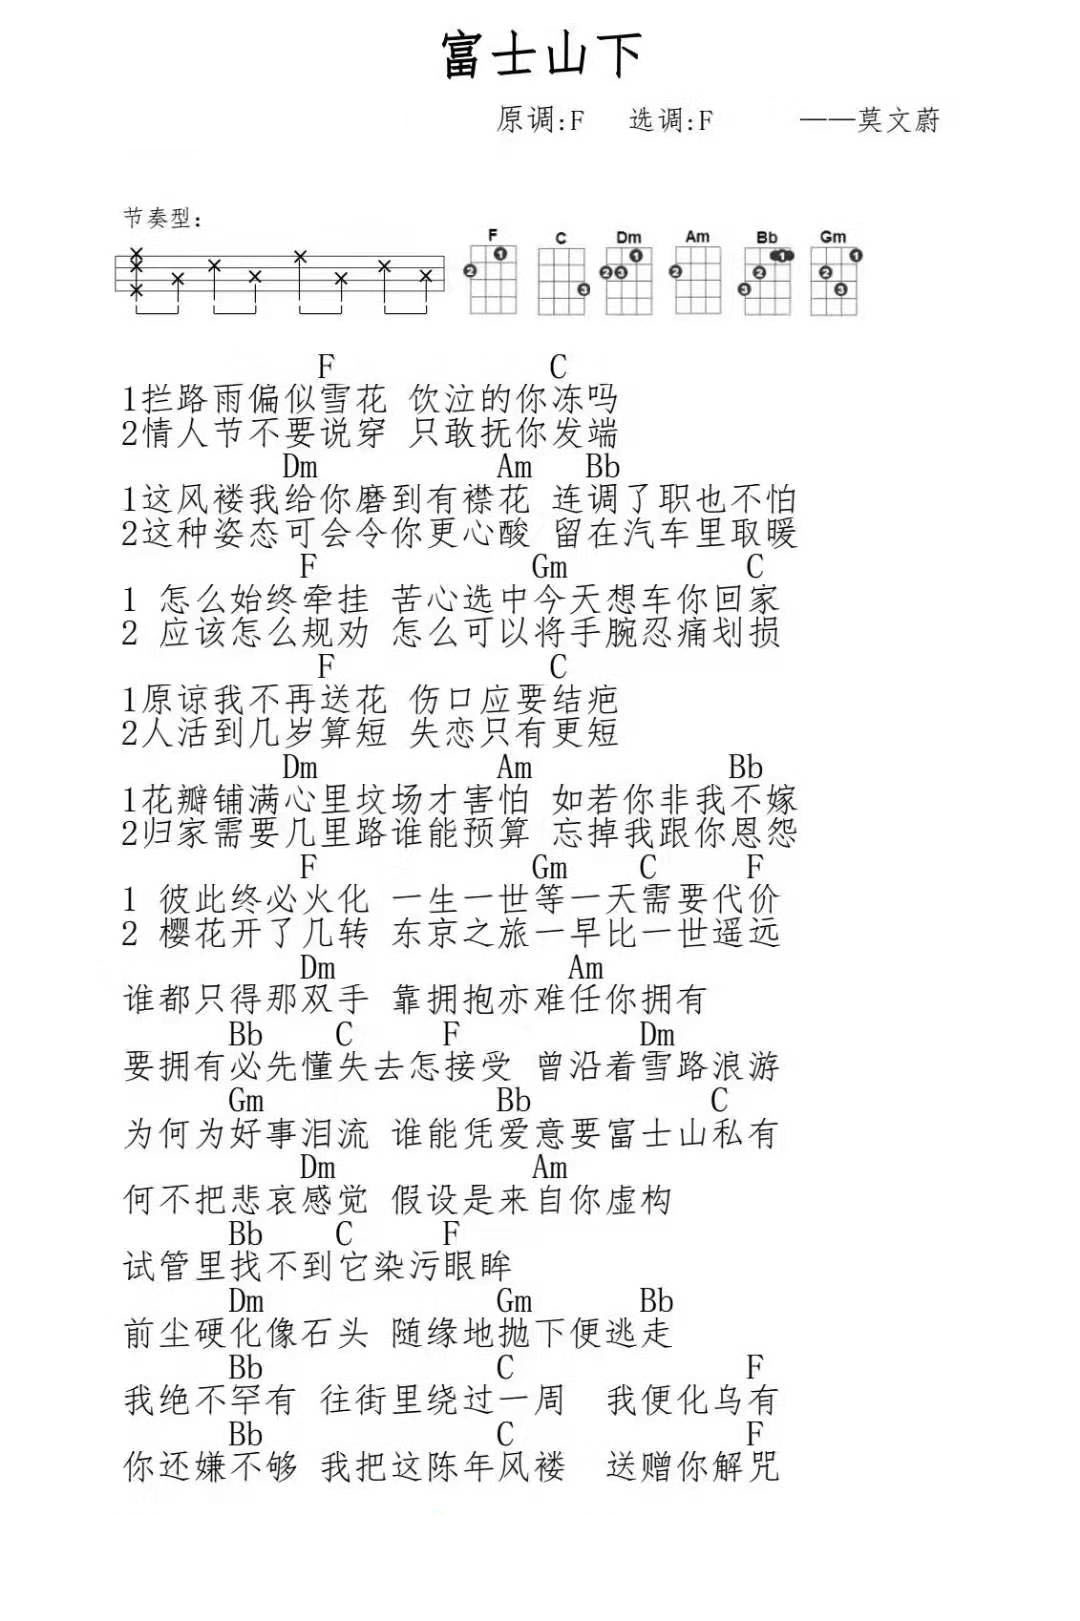 富士山下
原调:F 选调:F ——莫文蔚
节奏型:
F C Dm Am Bb Gm
1 2 3 2 3 1 2 1 2 3 1 2 3
F C
1拦路雨偏似雪花 饮泣的你冻吗
2情人节不要说穿 只敢抚你发端
Dm Am Bb
1这风褛我给你磨到有襟花 连调了职也不怕
2这种姿态可会令你更心酸 留在汽车里取暖
F Gm C
1 怎么始终牵挂 苦心选中今天想车你回家
2 应该怎么规劝 怎么可以将手腕忍痛划损
F C
1原谅我不再送花 伤口应要结疤
2人活到几岁算短 失恋只有更短
Dm Am Bb
1花瓣铺满心里坟场才害怕 如若你非我不嫁
2归家需要几里路谁能预算 忘掉我跟你恩怨
F Gm C F
1 彼此终必火化 一生一世等一天需要代价
2 樱花开了几转 东京之旅一早比一世遥远
Dm Am
谁都只得那双手 靠拥抱亦难任你拥有
Bb C F Dm
要拥有必先懂失去怎接受 曾沿着雪路浪游
Gm Bb C
为何为好事泪流 谁能凭爱意要富士山私有
Dm Am
何不把悲哀感觉 假设是来自你虚构
Bb C F
试管里找不到它染污眼眸
Dm Gm Bb
前尘硬化像石头 随缘地抛下便逃走
Bb C F
我绝不罕有 往街里绕过一周 我便化乌有
Bb C F
你还嫌不够 我把这陈年风褛 送赠你解咒